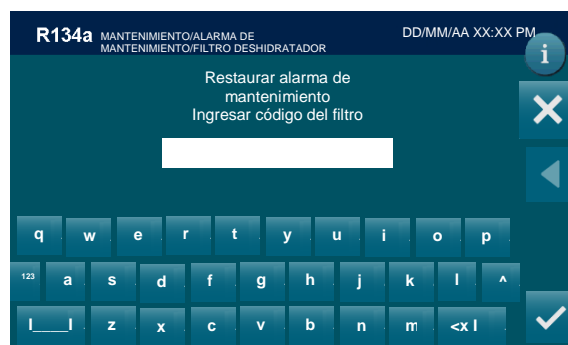 R134a MANTENIMIENTO/ALARMA DE DD/MM/AA XX:XX PM
MANTENIMIENTO/FILTRO DESHIDRATADOR
i
Restaurar alarma de
mantenimiento
Ingresar código del filtro
q w e r t y u i o p
123 a s d f g h j k l ^
l___l z x c v b n m <x l